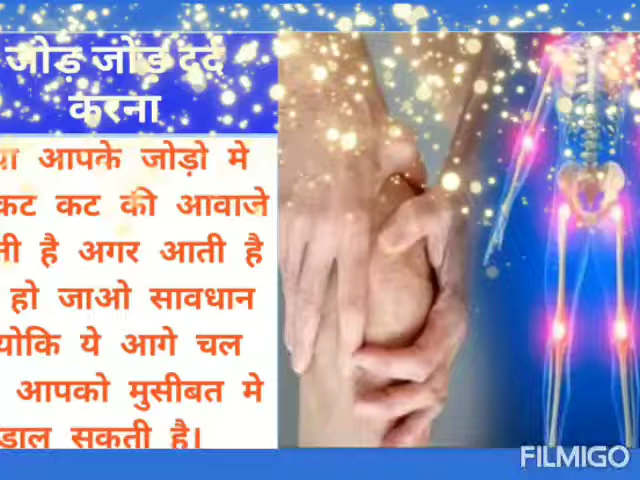 जोड़ जोड़ दर्द
करना
आपके जोड़ो मे
कट कट की आवाजे
है अगर आती है
हो जाओ सावधान
ये आगे चल
आपको मुसीबत मे
डाल सकती है।
FILMIGO